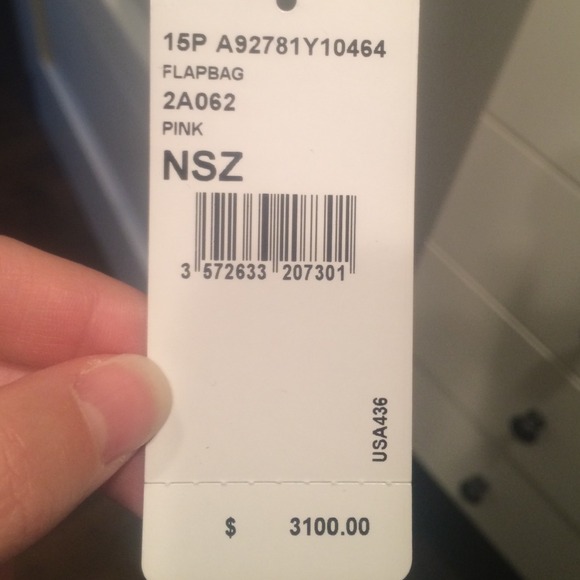 15P A92781Y10464
FLAPBAG
2A062
PINK
NSZ
3 572633 207301
USA436
$ 3100.00